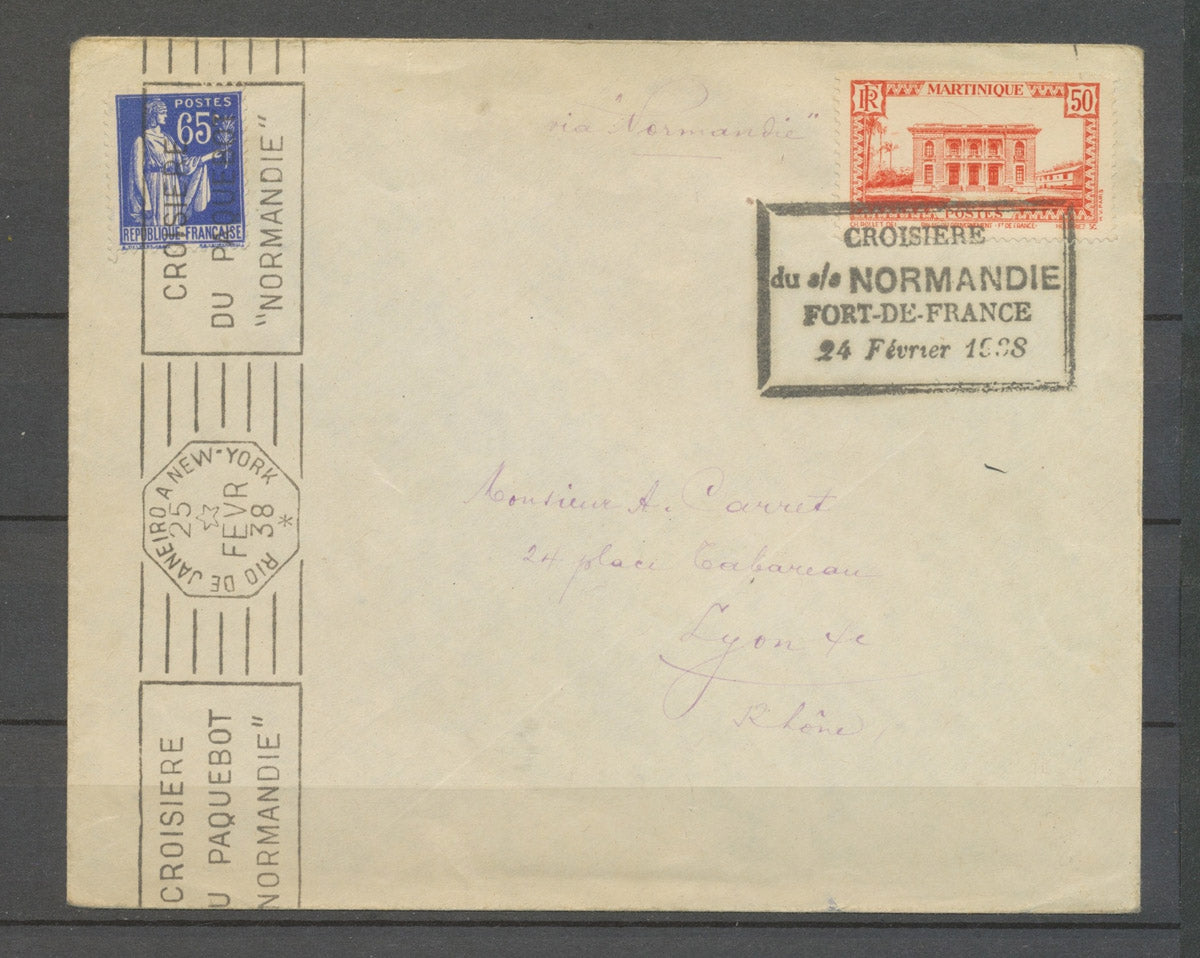 POSTES
65c
RÉPUBLIQUE FRANÇAISE
CROISIERE
DU PAQUEBOT
"NORMANDIE"
via "Normandie"
RF MARTINIQUE 50
POSTES
CROISIERE
du s/s NORMANDIE
FORT-DE-FRANCE
24 Février 1938
RIO DE JANEIRO A NEW-YORK
25
FEVR
38
*
Monsieur A. Carret
24 place Tabareau
Lyon 4e
Rhône
CROISIERE
U PAQUEBOT
NORMANDIE"